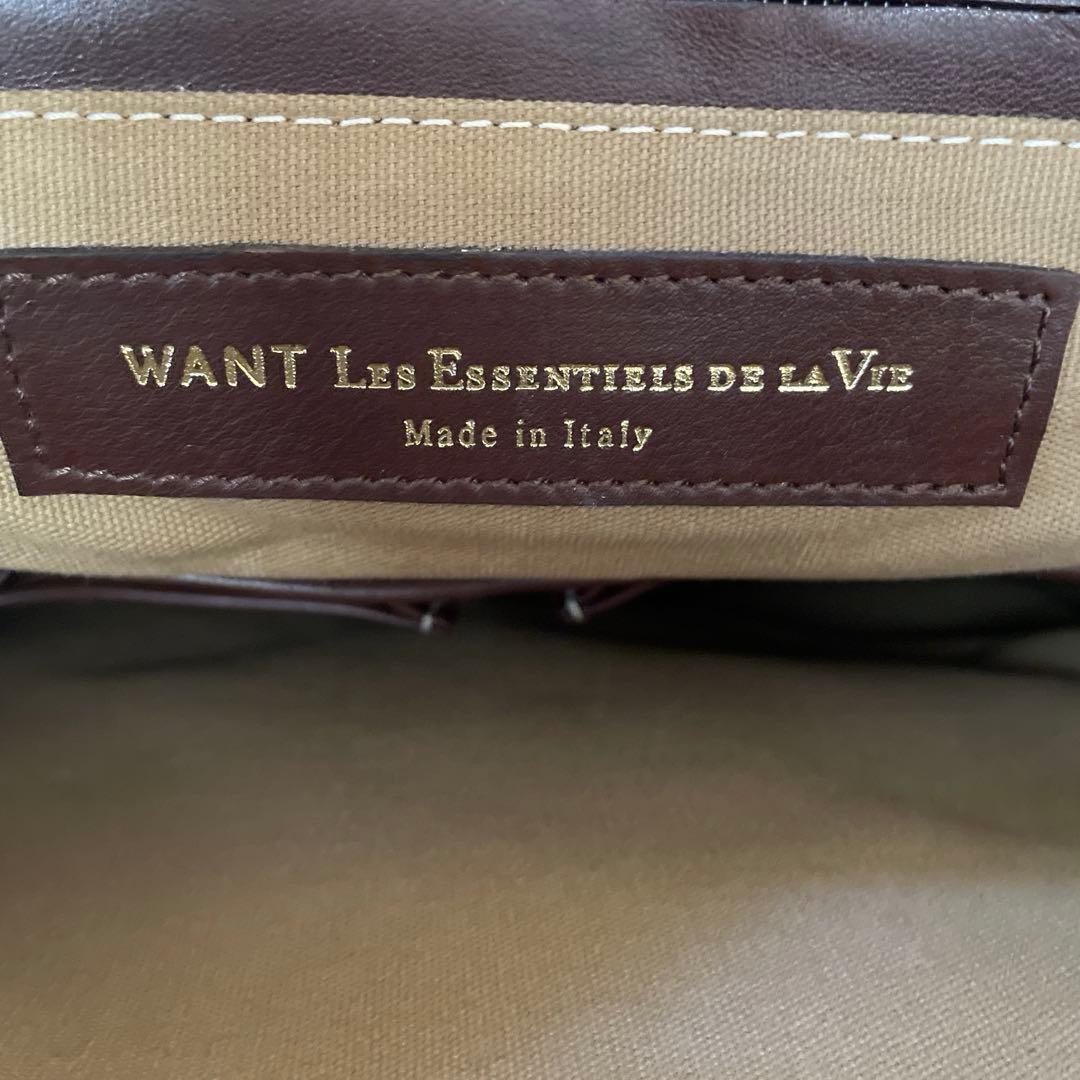 WANT LES ESSENTIELS DE LA VIE
Made in Italy